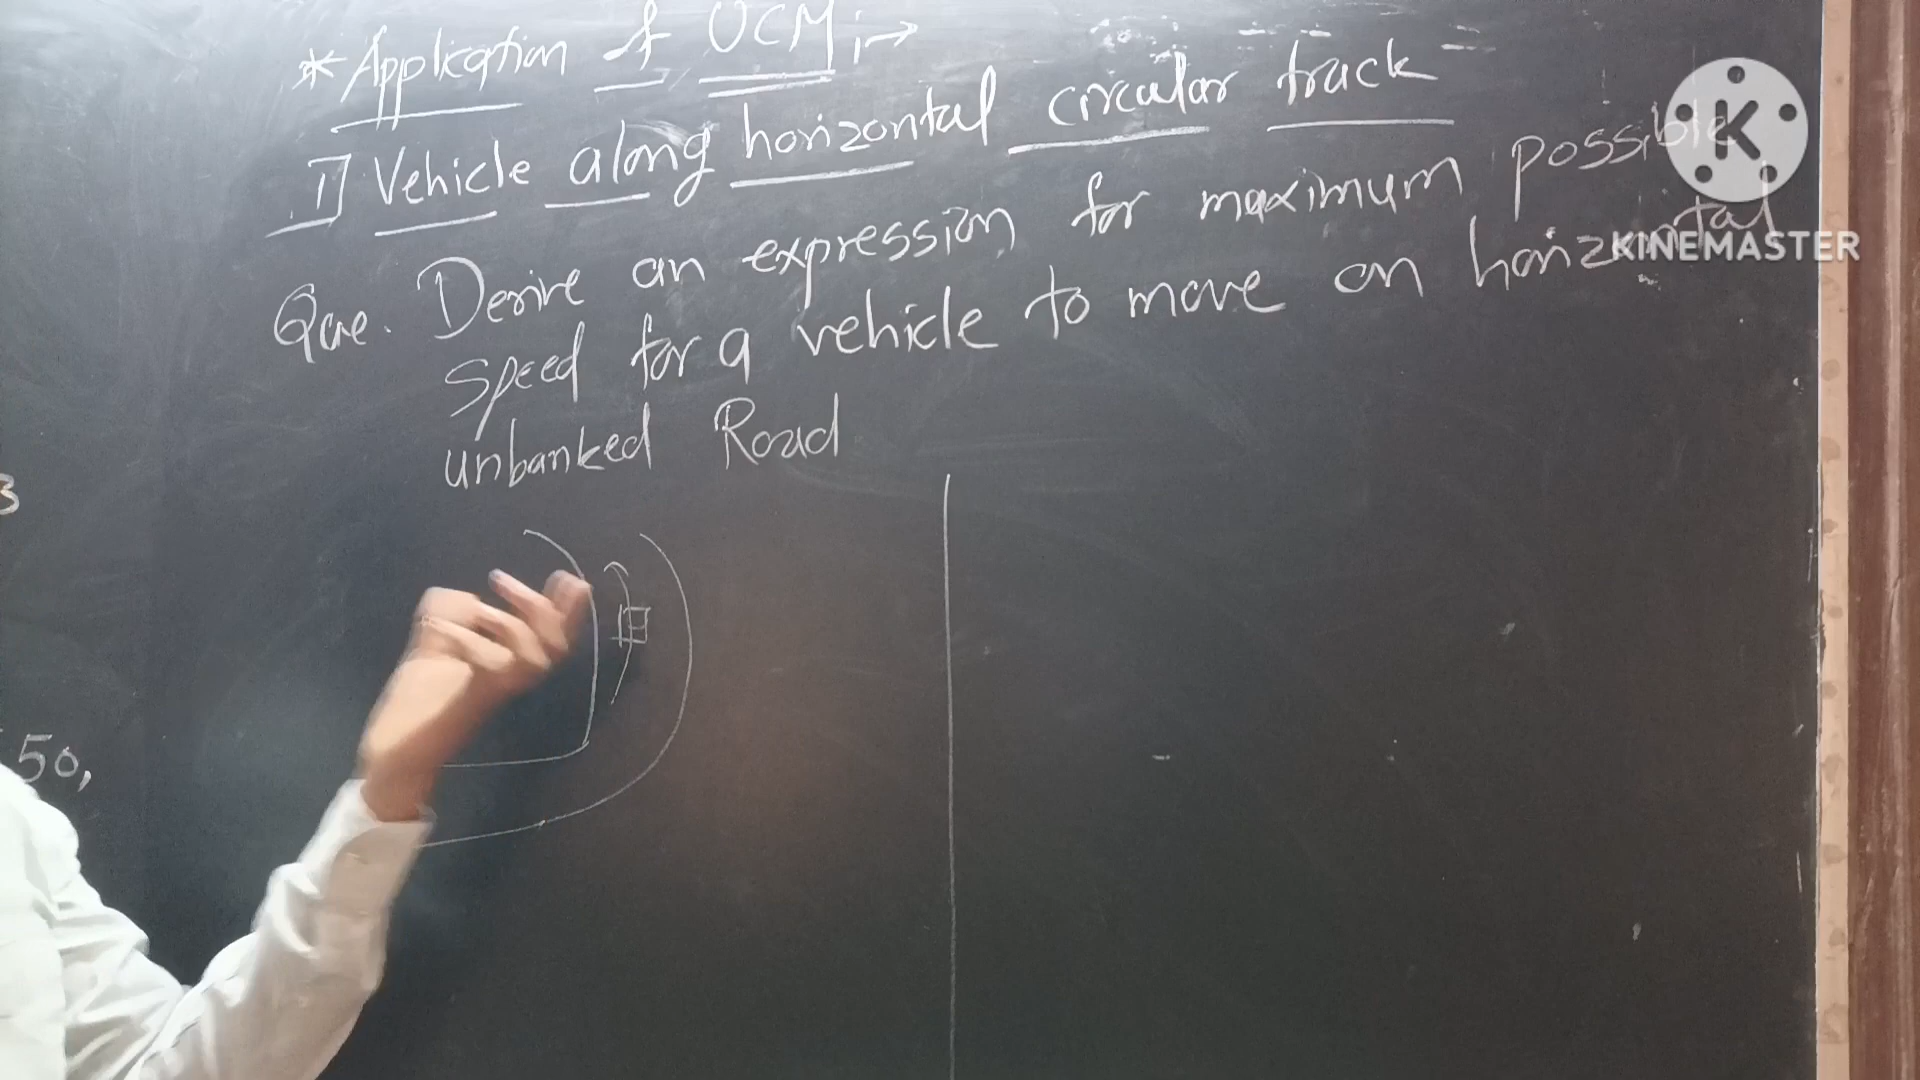 * Application of UCM :→
I] Vehicle along horizontal circular track
Que. Derive an expression for maximum possible
speed for a vehicle to move on horizontal
unbanked Road
3
50,
K
KINEMASTER